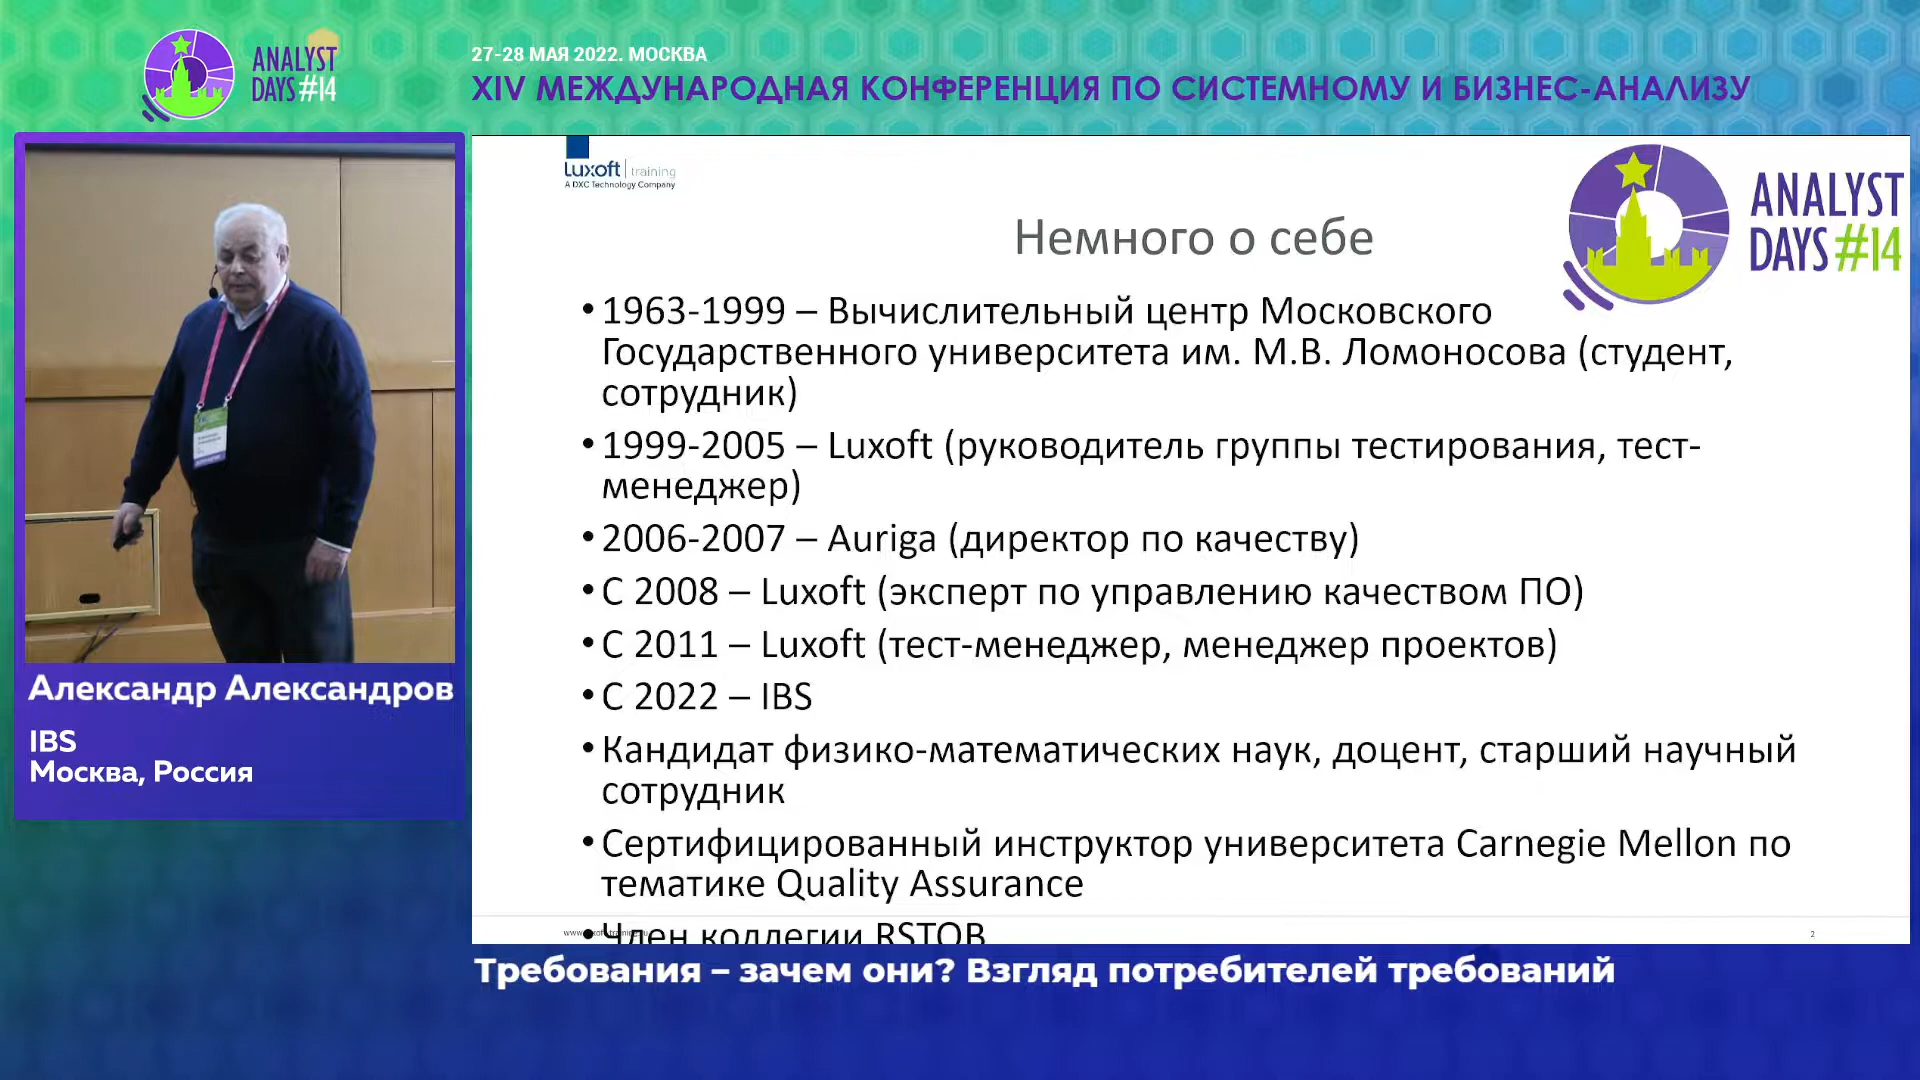 ANALYST
DAYS #14
27-28 МАЯ 2022. МОСКВА
XIV МЕЖДУНАРОДНАЯ КОНФЕРЕНЦИЯ ПО СИСТЕМНОМУ И БИЗНЕС-АНАЛИЗУ
Luxoft training
A DXC Technology Company
ANALYST
DAYS #14
Немного о себе
• 1963-1999 – Вычислительный центр Московского
Государственного университета им. М.В. Ломоносова (студент,
сотрудник)
• 1999-2005 – Luxoft (руководитель группы тестирования, тест-
менеджер)
• 2006-2007 – Auriga (директор по качеству)
• С 2008 – Luxoft (эксперт по управлению качеством ПО)
• С 2011 – Luxoft (тест-менеджер, менеджер проектов)
• С 2022 – IBS
• Кандидат физико-математических наук, доцент, старший научный
сотрудник
• Сертифицированный инструктор университета Carnegie Mellon по
тематике Quality Assurance
• Член коллегии RSTQB
2
Александр Александров
IBS
Москва, Россия
Требования – зачем они? Взгляд потребителей требований